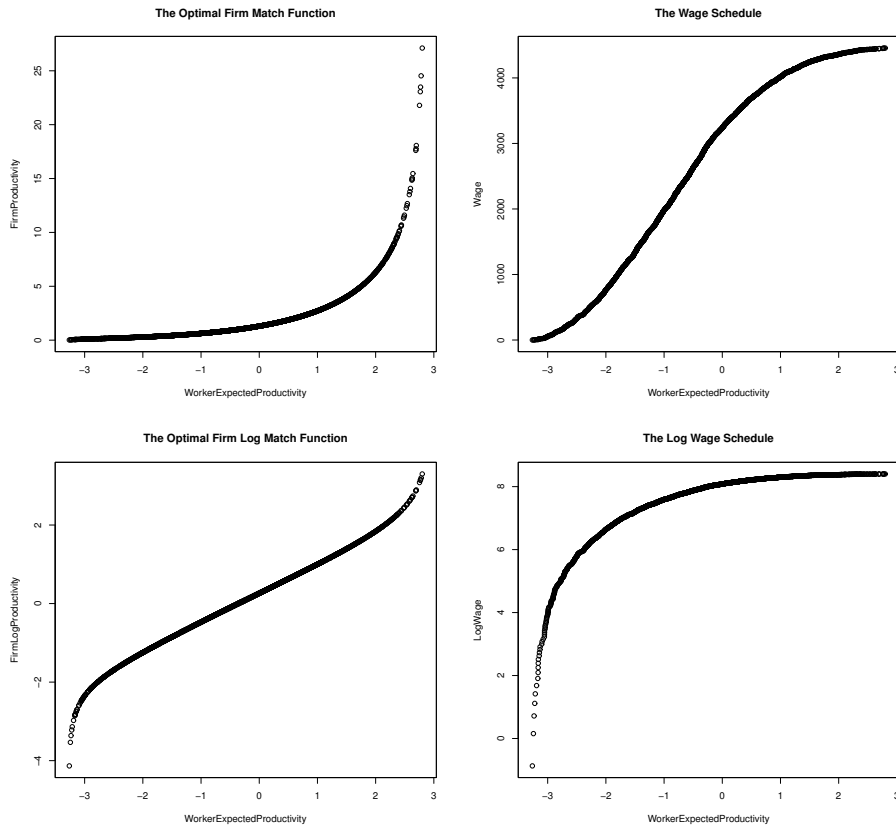 The Optimal Firm Match Function
FirmProductivity
25
20
15
10
5
0
−3 −2 −1 0 1 2 3
WorkerExpectedProductivity
The Wage Schedule
Wage
4000
3000
2000
1000
0
−3 −2 −1 0 1 2 3
WorkerExpectedProductivity
The Optimal Firm Log Match Function
FirmLogProductivity
2
0
−2
−4
−3 −2 −1 0 1 2 3
WorkerExpectedProductivity
The Log Wage Schedule
LogWage
8
6
4
2
0
−3 −2 −1 0 1 2 3
WorkerExpectedProductivity